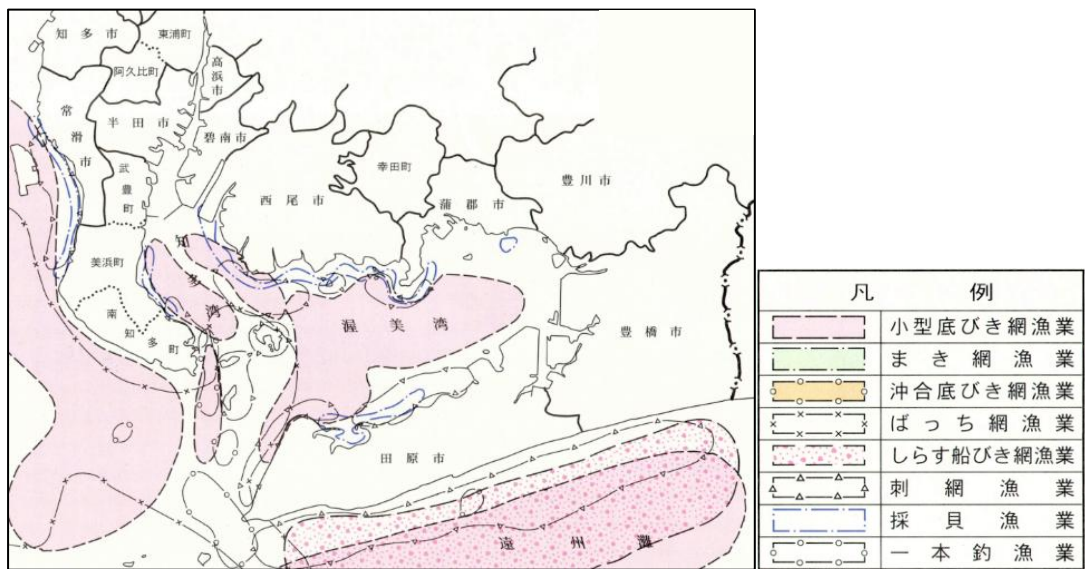 知多市
東浦町
阿久比町
高浜市
常滑市
半田市
碧南市
武豊町
西尾市
幸田町
蒲郡市
豊川市
美浜町
知多湾
南知多町
渥美湾
豊橋市
田原市
遠州灘
凡例
小型底びき網漁業
まき網漁業
沖合底びき網漁業
ばっち網漁業
しらす船びき網漁業
刺網漁業
採貝漁業
一本釣漁業